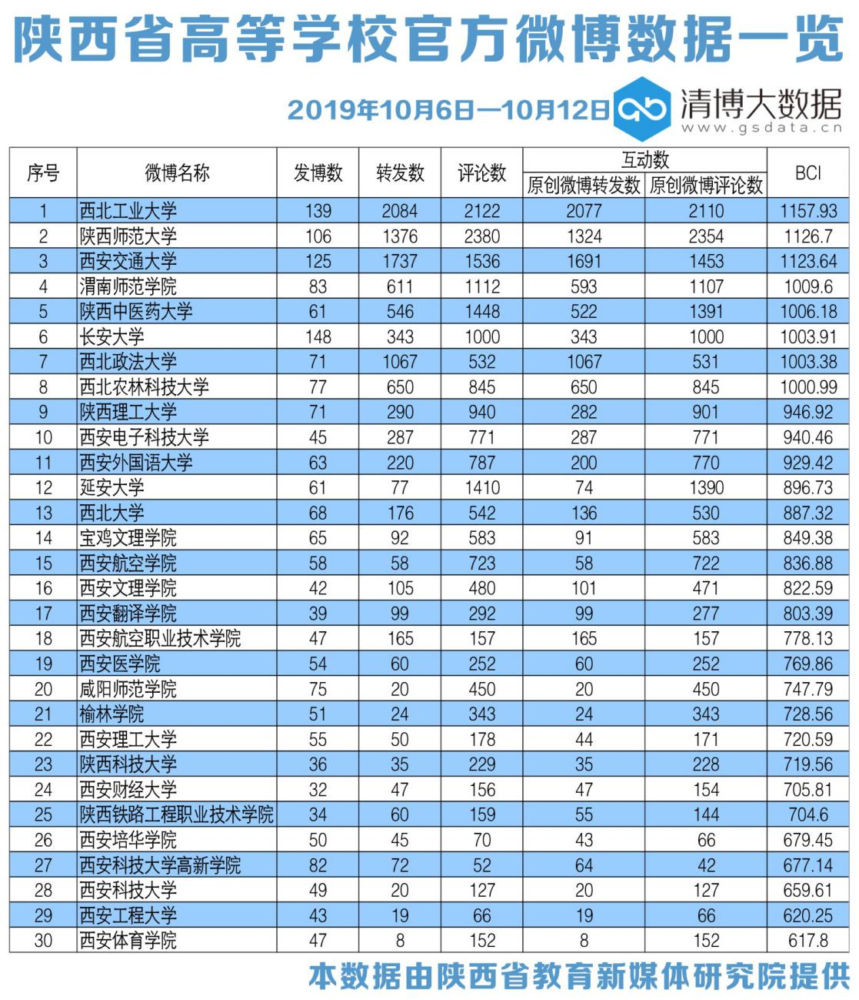 陕西省高等学校官方微博数据一览
2019年10月6日—10月12日 清博大数据
www.gsdata.cn
序号 微博名称 发博数 转发数 评论数 互动数 BCI
原创微博转发数 原创微博评论数
1 西北工业大学 139 2084 2122 2077 2110 1157.93
2 陕西师范大学 106 1376 2380 1324 2354 1126.7
3 西安交通大学 125 1737 1536 1691 1453 1123.64
4 渭南师范学院 83 611 1112 593 1107 1009.6
5 陕西中医药大学 61 546 1448 522 1391 1006.18
6 长安大学 148 343 1000 343 1000 1003.91
7 西北政法大学 71 1067 532 1067 531 1003.38
8 西北农林科技大学 77 650 845 650 845 1000.99
9 陕西理工大学 71 290 940 282 901 946.92
10 西安电子科技大学 45 287 771 287 771 940.46
11 西安外国语大学 63 220 787 200 770 929.42
12 延安大学 61 77 1410 74 1390 896.73
13 西北大学 68 176 542 136 530 887.32
14 宝鸡文理学院 65 92 583 91 583 849.38
15 西安航空学院 58 58 723 58 722 836.88
16 西安文理学院 42 105 480 101 471 822.59
17 西安翻译学院 39 99 292 99 277 803.39
18 西安航空职业技术学院 47 165 157 165 157 778.13
19 西安医学院 54 60 252 60 252 769.86
20 咸阳师范学院 75 20 450 20 450 747.79
21 榆林学院 51 24 343 24 343 728.56
22 西安理工大学 55 50 178 44 171 720.59
23 陕西科技大学 36 35 229 35 228 719.56
24 西安财经大学 32 47 156 47 154 705.81
25 陕西铁路工程职业技术学院 34 60 159 55 144 704.6
26 西安培华学院 50 45 70 43 66 679.45
27 西安科技大学高新学院 82 72 52 64 42 677.14
28 西安科技大学 49 20 127 20 127 659.61
29 西安工程大学 43 19 66 19 66 620.25
30 西安体育学院 47 8 152 8 152 617.8
本数据由陕西省教育新媒体研究院提供